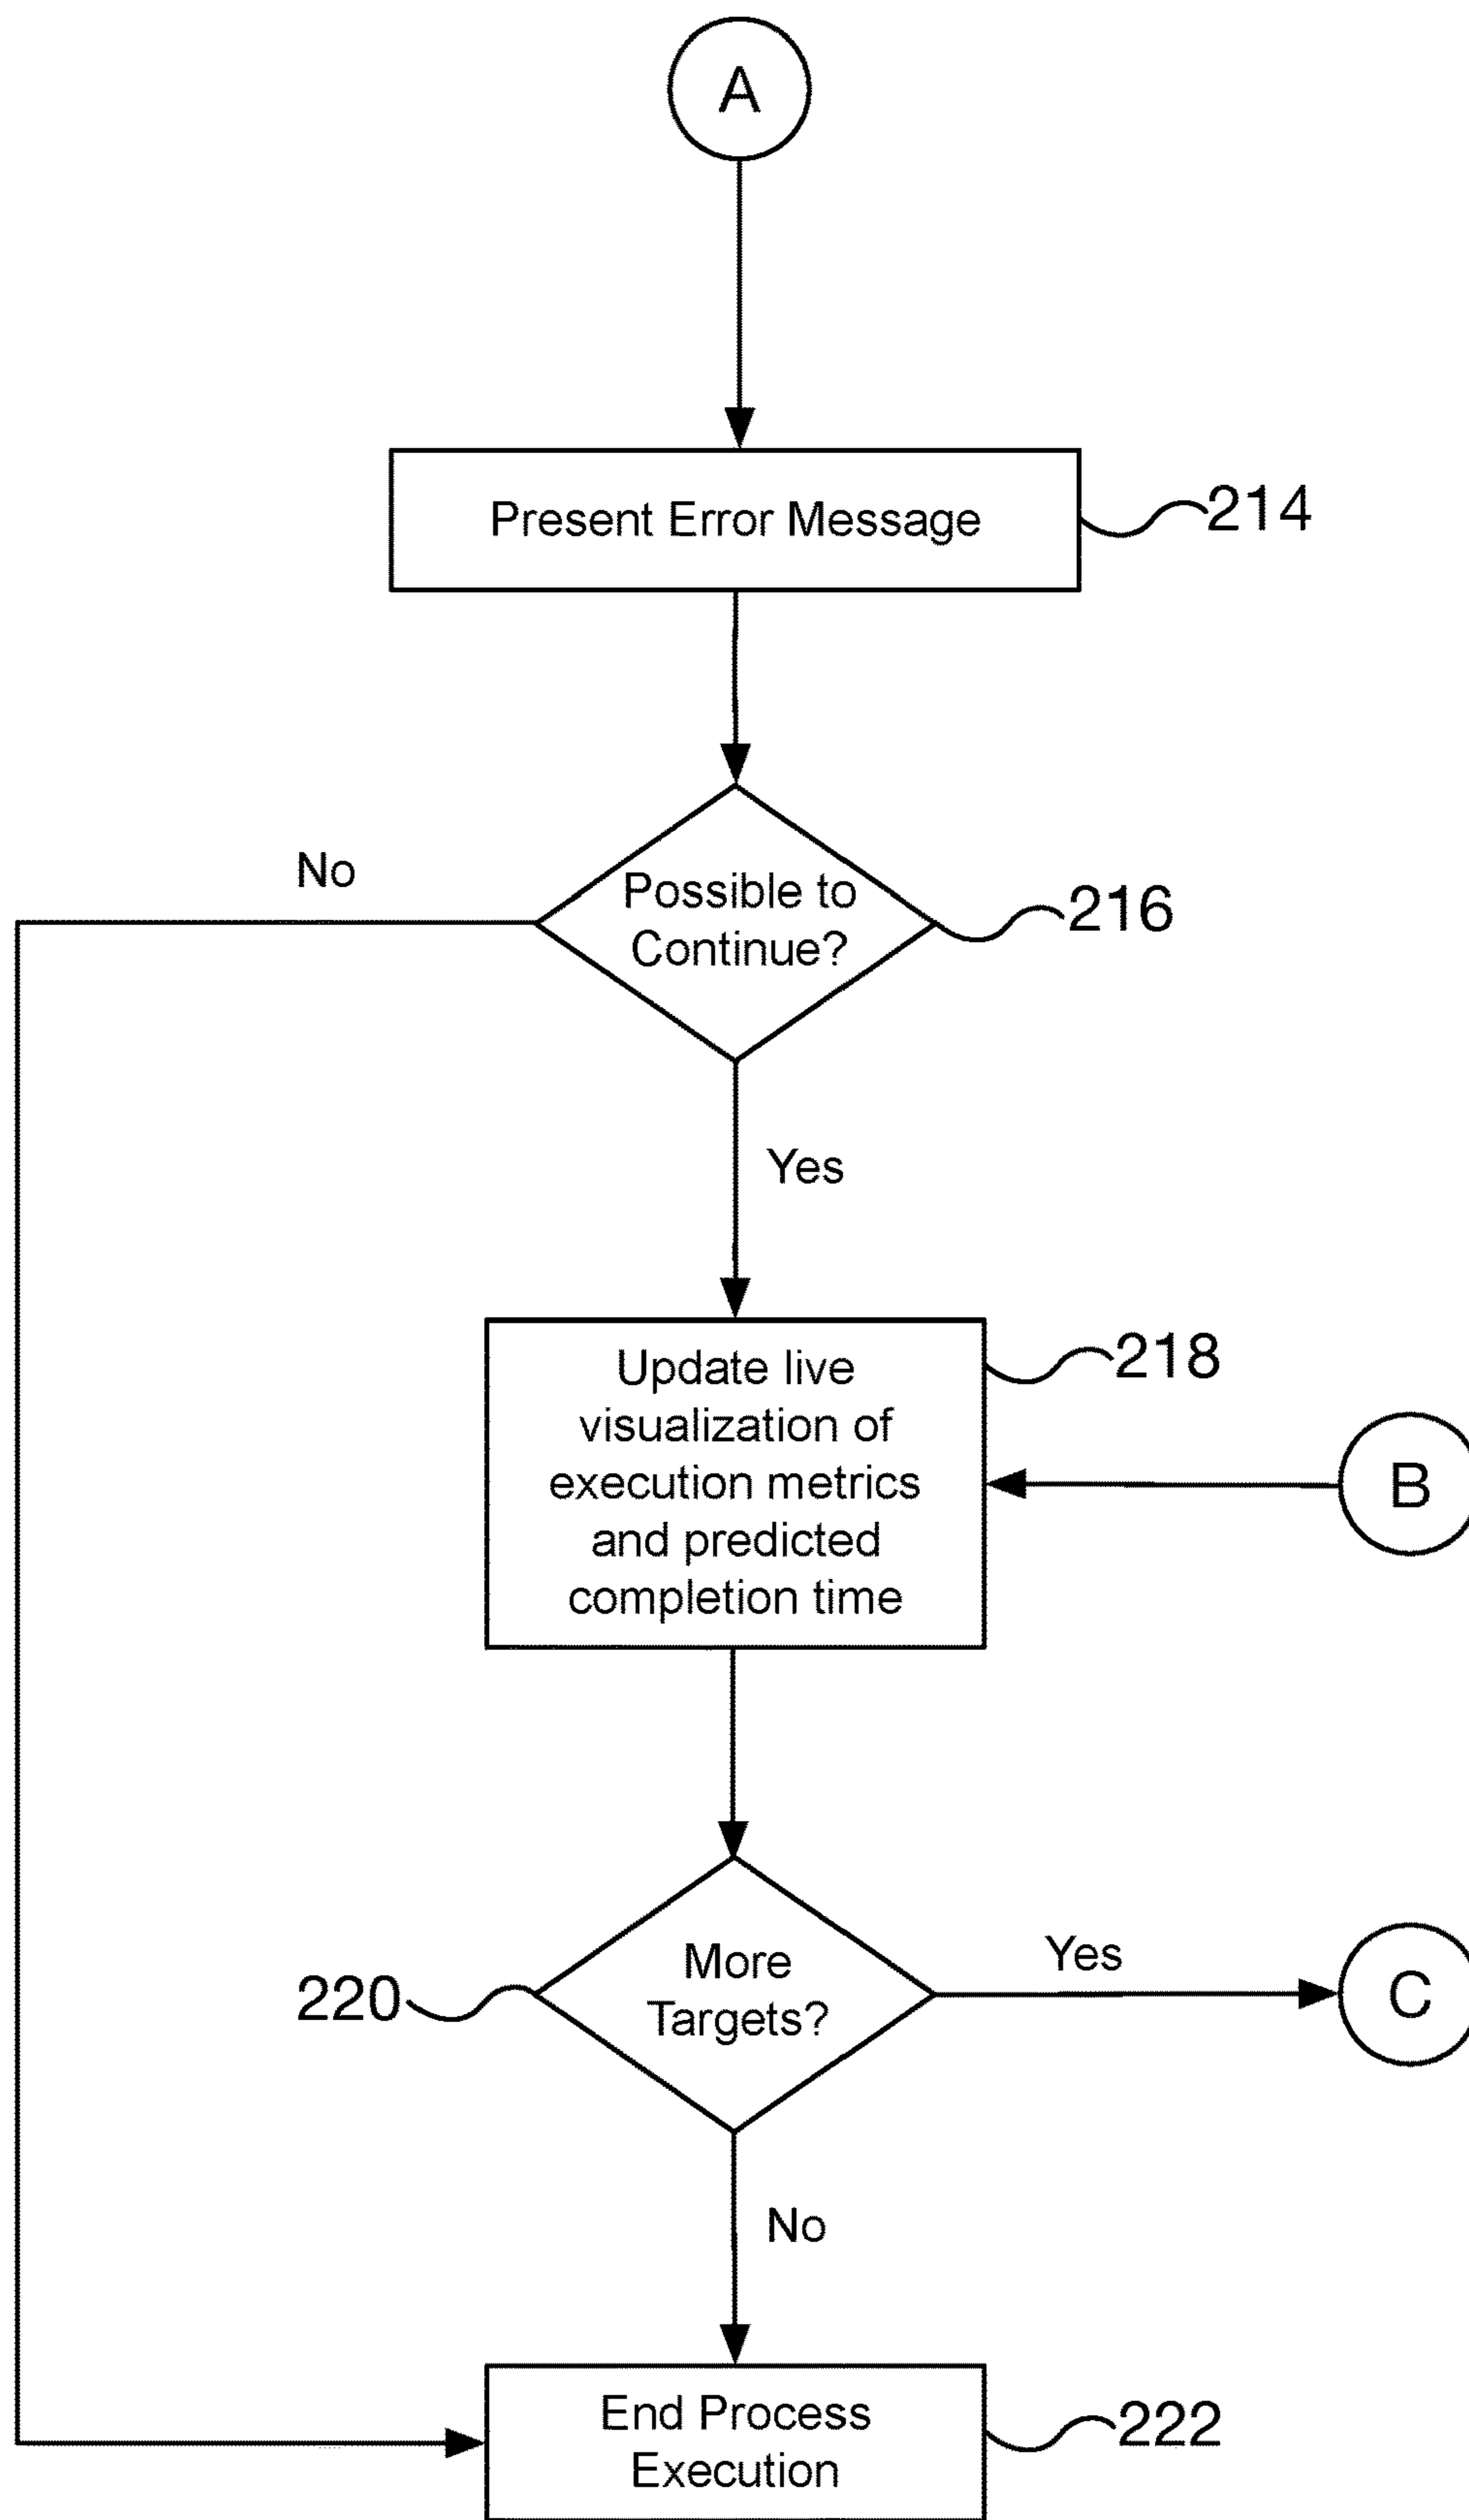 A
Present Error Message
214
No
Possible to
Continue?
216
Yes
Update live
visualization of
execution metrics
and predicted
completion time
218
B
More
Targets?
220
Yes
C
No
End Process
Execution
222